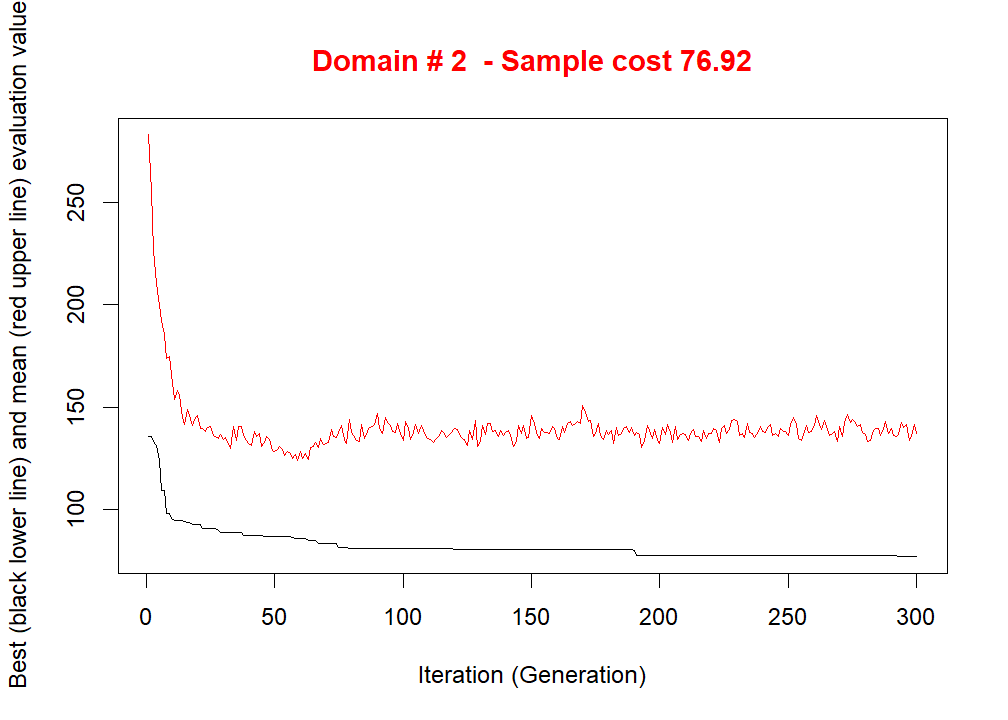 Domain # 2  - Sample cost 76.92
Best (black lower line) and mean (red upper line) evaluation value
250
200
150
100
0 50 100 150 200 250 300
Iteration (Generation)